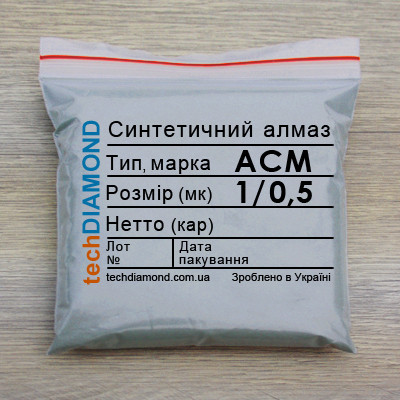 techDIAMOND
Синтетичний алмаз
Тип, марка АСМ
Розмір (мк) 1/0,5
Нетто (кар)
Лот Дата
№ пакування
techdiamond.com.ua Зроблено в Україні